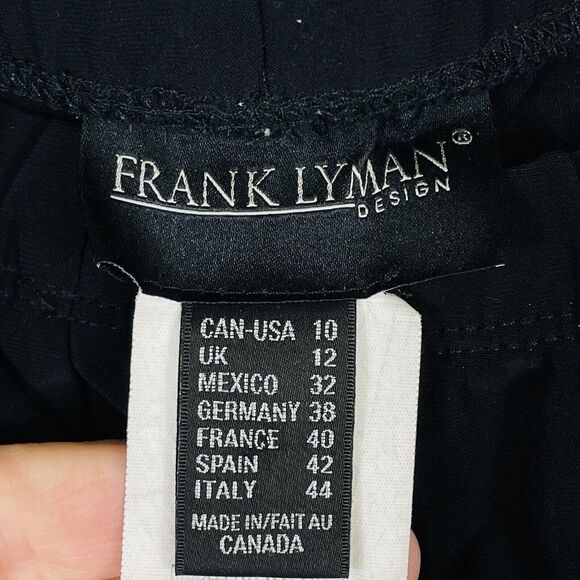 FRANK LYMAN®
DESIGN
CAN-USA 10
UK 12
MEXICO 32
GERMANY 38
FRANCE 40
SPAIN 42
ITALY 44
MADE IN/FAIT AU
CANADA